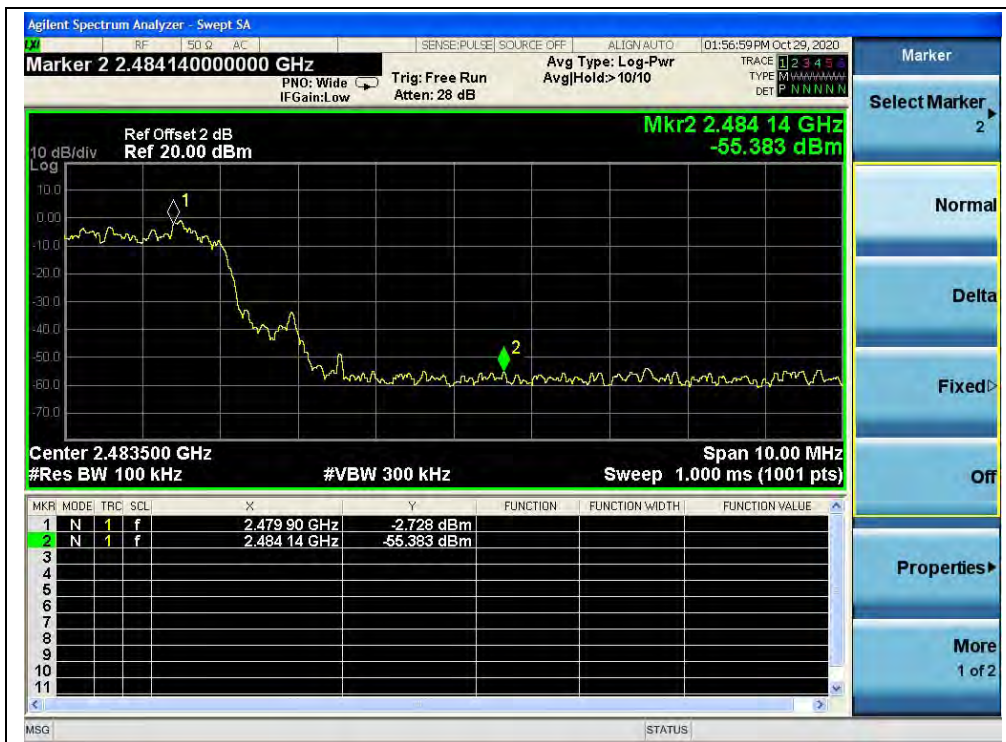 Agilent Spectrum Analyzer - Swept SA
LXI RF 50 Ω AC SENSE:PULSE SOURCE OFF ALIGN AUTO 01:56:59 PM Oct 29, 2020
Marker 2 2.484140000000 GHz
PNO: Wide
IFGain:Low
Trig: Free Run
Atten: 28 dB
Avg Type: Log-Pwr
Avg|Hold:>10/10
TRACE 1 2 3 4 5 6
TYPE M
DET P N N N N N
Mkr2 2.484 14 GHz
-55.383 dBm
Ref Offset 2 dB
10 dB/div Ref 20.00 dBm
Log
10.0
0.00
-10.0
-20.0
-30.0
-40.0
-50.0
-60.0
-70.0
1
2
Center 2.483500 GHz Span 10.00 MHz
#Res BW 100 kHz #VBW 300 kHz Sweep 1.000 ms (1001 pts)
MKR MODE TRC SCL X Y FUNCTION FUNCTION WIDTH FUNCTION VALUE
1 N 1 f 2.479 90 GHz -2.728 dBm
2 N 1 f 2.484 14 GHz -55.383 dBm
3
4
5
6
7
8
9
10
11
MSG STATUS
Marker
Select Marker
2
Normal
Delta
Fixed
Off
Properties
More
1 of 2